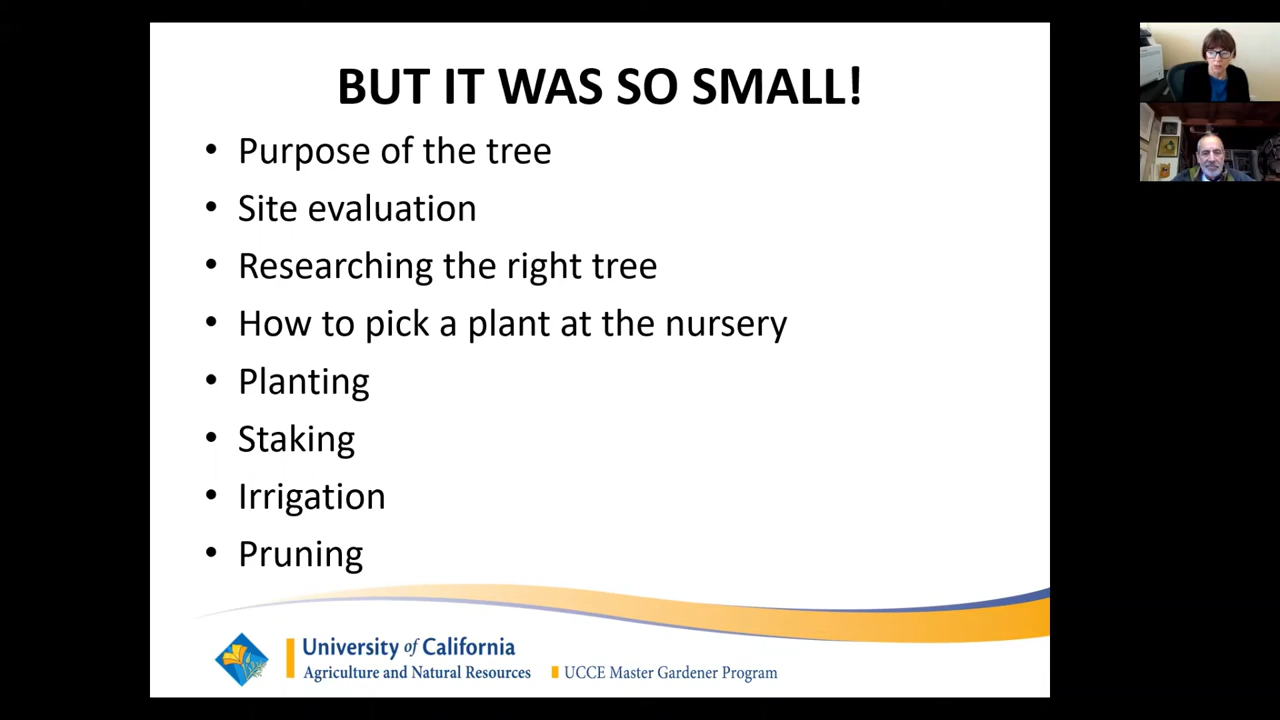 BUT IT WAS SO SMALL!
• Purpose of the tree
• Site evaluation
• Researching the right tree
• How to pick a plant at the nursery
• Planting
• Staking
• Irrigation
• Pruning
University of California
Agriculture and Natural Resources UCCE Master Gardener Program